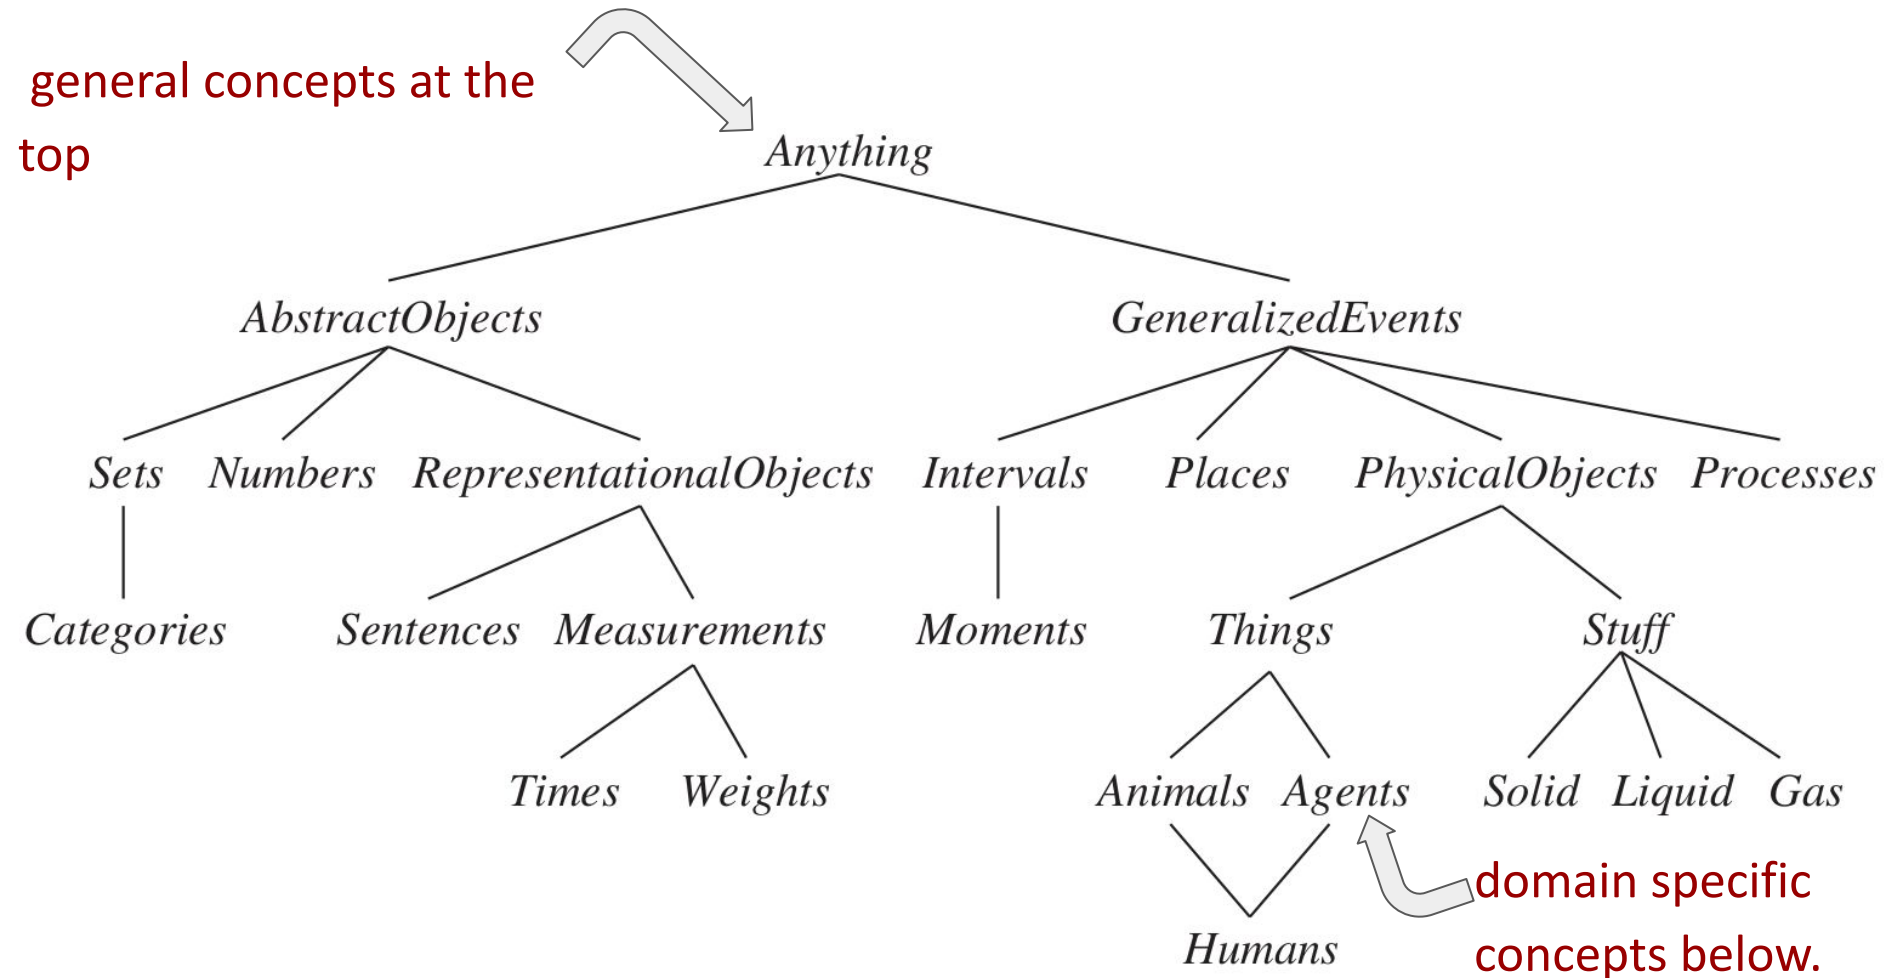 general concepts at the
top
Anything
AbstractObjects GeneralizedEvents
Sets Numbers RepresentationalObjects Intervals Places PhysicalObjects Processes
Categories Sentences Measurements Moments Things Stuff
Times Weights Animals Agents Solid Liquid Gas
domain specific
Humans
concepts below.